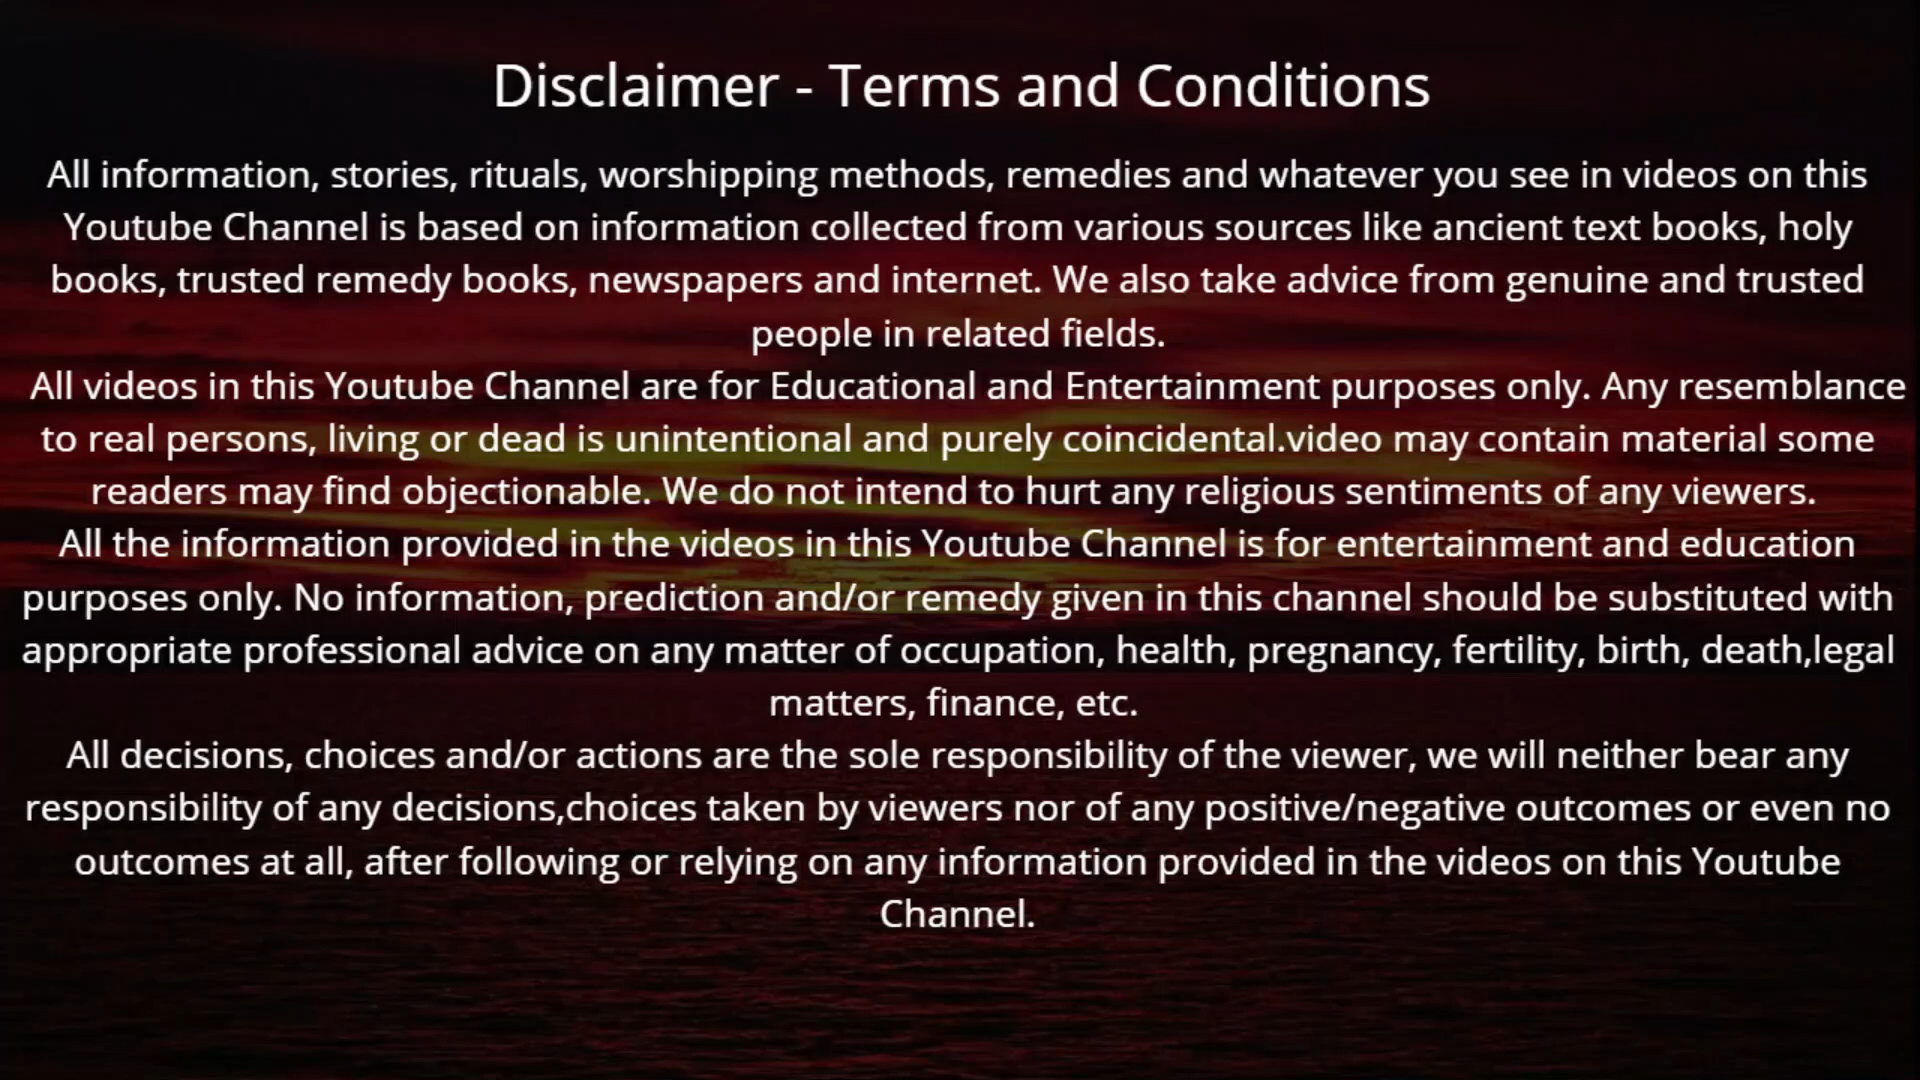 Disclaimer - Terms and Conditions
All information, stories, rituals, worshipping methods, remedies and whatever you see in videos on this
Youtube Channel is based on information collected from various sources like ancient text books, holy
books, trusted remedy books, newspapers and internet. We also take advice from genuine and trusted
people in related fields.
All videos in this Youtube Channel are for Educational and Entertainment purposes only. Any resemblance
to real persons, living or dead is unintentional and purely coincidental.video may contain material some
readers may find objectionable. We do not intend to hurt any religious sentiments of any viewers.
All the information provided in the videos in this Youtube Channel is for entertainment and education
purposes only. No information, prediction and/or remedy given in this channel should be substituted with
appropriate professional advice on any matter of occupation, health, pregnancy, fertility, birth, death,legal
matters, finance, etc.
All decisions, choices and/or actions are the sole responsibility of the viewer, we will neither bear any
responsibility of any decisions,choices taken by viewers nor of any positive/negative outcomes or even no
outcomes at all, after following or relying on any information provided in the videos on this Youtube
Channel.